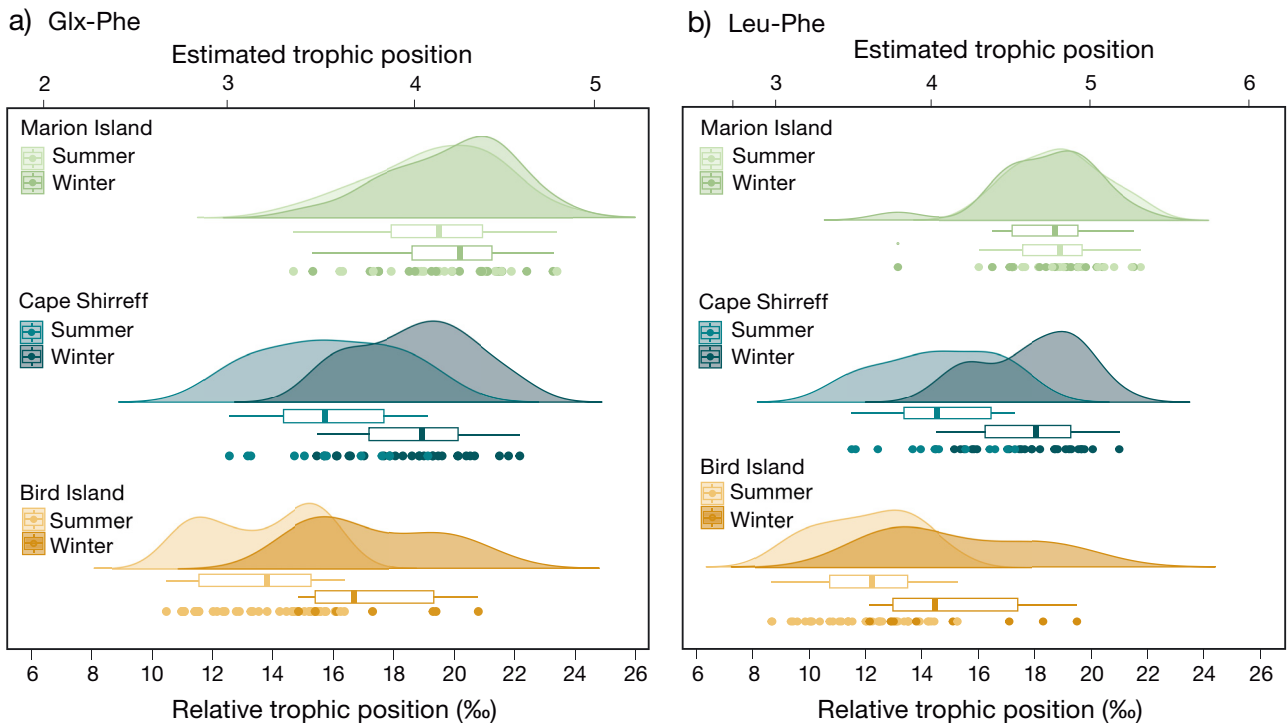 a) Glx-Phe
Estimated trophic position
2 3 4 5
Marion Island
Summer
Winter
Cape Shirreff
Summer
Winter
Bird Island
Summer
Winter
6 8 10 12 14 16 18 20 22 24 26
Relative trophic position (‰)
b) Leu-Phe
Estimated trophic position
3 4 5 6
Marion Island
Summer
Winter
Cape Shirreff
Summer
Winter
Bird Island
Summer
Winter
6 8 10 12 14 16 18 20 22 24 26
Relative trophic position (‰)